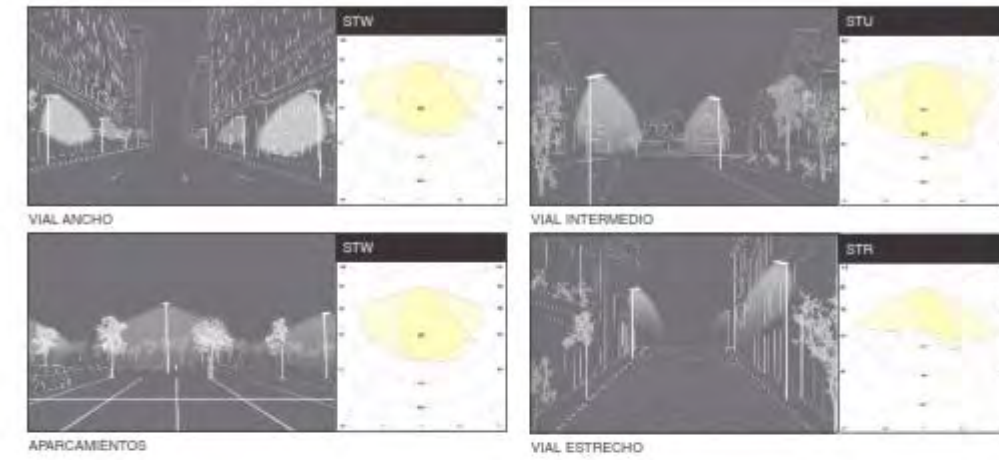 STW
VIAL ANCHO
STU
VIAL INTERMEDIO
STW
APARCAMIENTOS
STR
VIAL ESTRECHO